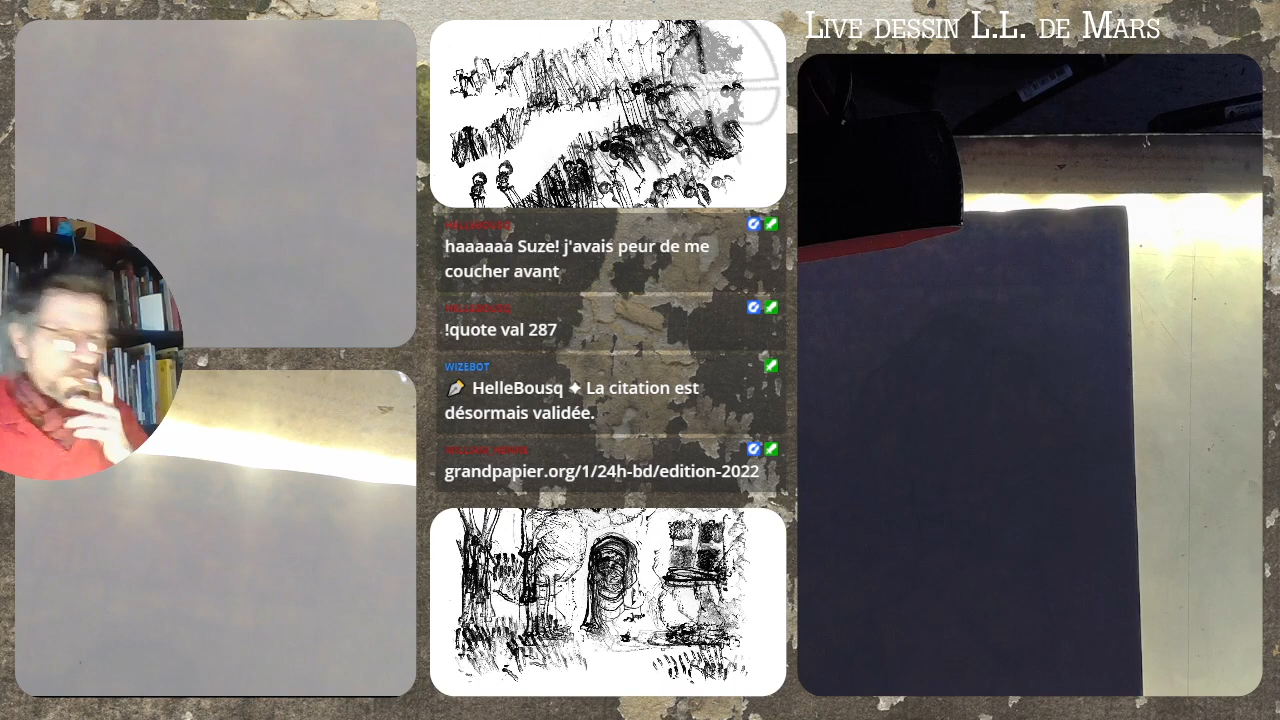 Live dessin L.L. de Mars
haaaaaa Suze! j'avais peur de me
coucher avant
!quote val 287
WIZEBOT
HelleBousq ✦ La citation est
désormais validée.
grandpapier.org/1/24h-bd/edition-2022